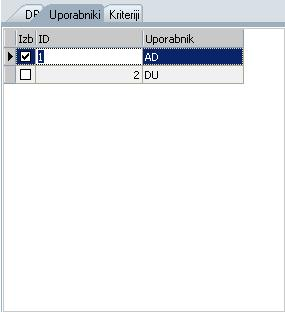 DP Uporabniki Kriteriji
Izb ID Uporabnik
1 AD
2 DU